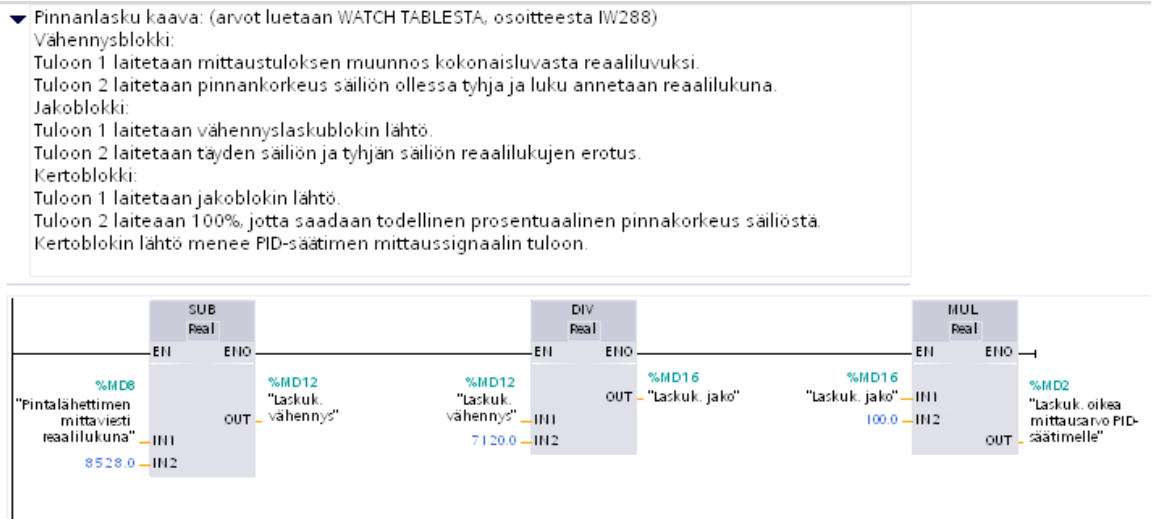 Pinnanlasku kaava: (arvot luetaan WATCH TABLESTA, osoitteesta IW288)
Vähennysblokki:
Tuloon 1 laitetaan mittaustuloksen muunnos kokonaisluvasta reaaliluvuksi.
Tuloon 2 laitetaan pinnankorkeus säiliön ollessa tyhja ja luku annetaan reaalilukuna.
Jakoblokki:
Tuloon 1 laitetaan vähennyslaskublokin lähtö.
Tuloon 2 laitetaan täyden säiliön ja tyhjän säiliön reaalilukujen erotus.
Kertoblokki:
Tuloon 1 laitetaan jakoblokin lähtö.
Tuloon 2 laiteaan 100%, jotta saadaan todellinen prosentuaalinen pinnakorkeus säiliöstä.
Kertoblokin lähtö menee PID-säätimen mittaussignaalin tuloon.
SUB
Real
EN ENO
%MD8
"Pintalähettimen
mittaviesti
reaalilukuna"
IN1
8528.0
IN2
OUT
%MD12
"Laskuk.
vähennys"
DIV
Real
EN ENO
%MD12
"Laskuk.
vähennys"
IN1
7120.0
IN2
OUT
%MD16
"Laskuk. jako"
MUL
Real
EN ENO
%MD16
"Laskuk. jako"
IN1
100.0
IN2
OUT
%MD2
"Laskuk. oikea
mittausarvo PID-
säätimelle"